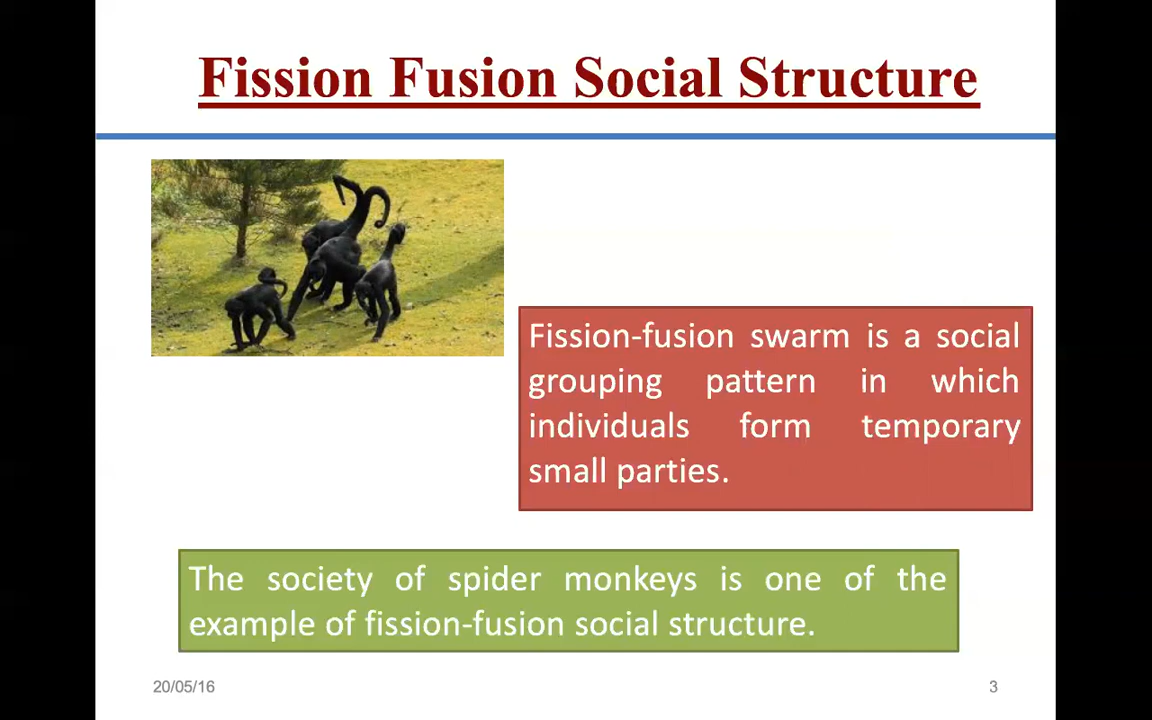 Fission Fusion Social Structure
Fission-fusion swarm is a social
grouping pattern in which
individuals form temporary
small parties.
The society of spider monkeys is one of the
example of fission-fusion social structure.
20/05/16
3